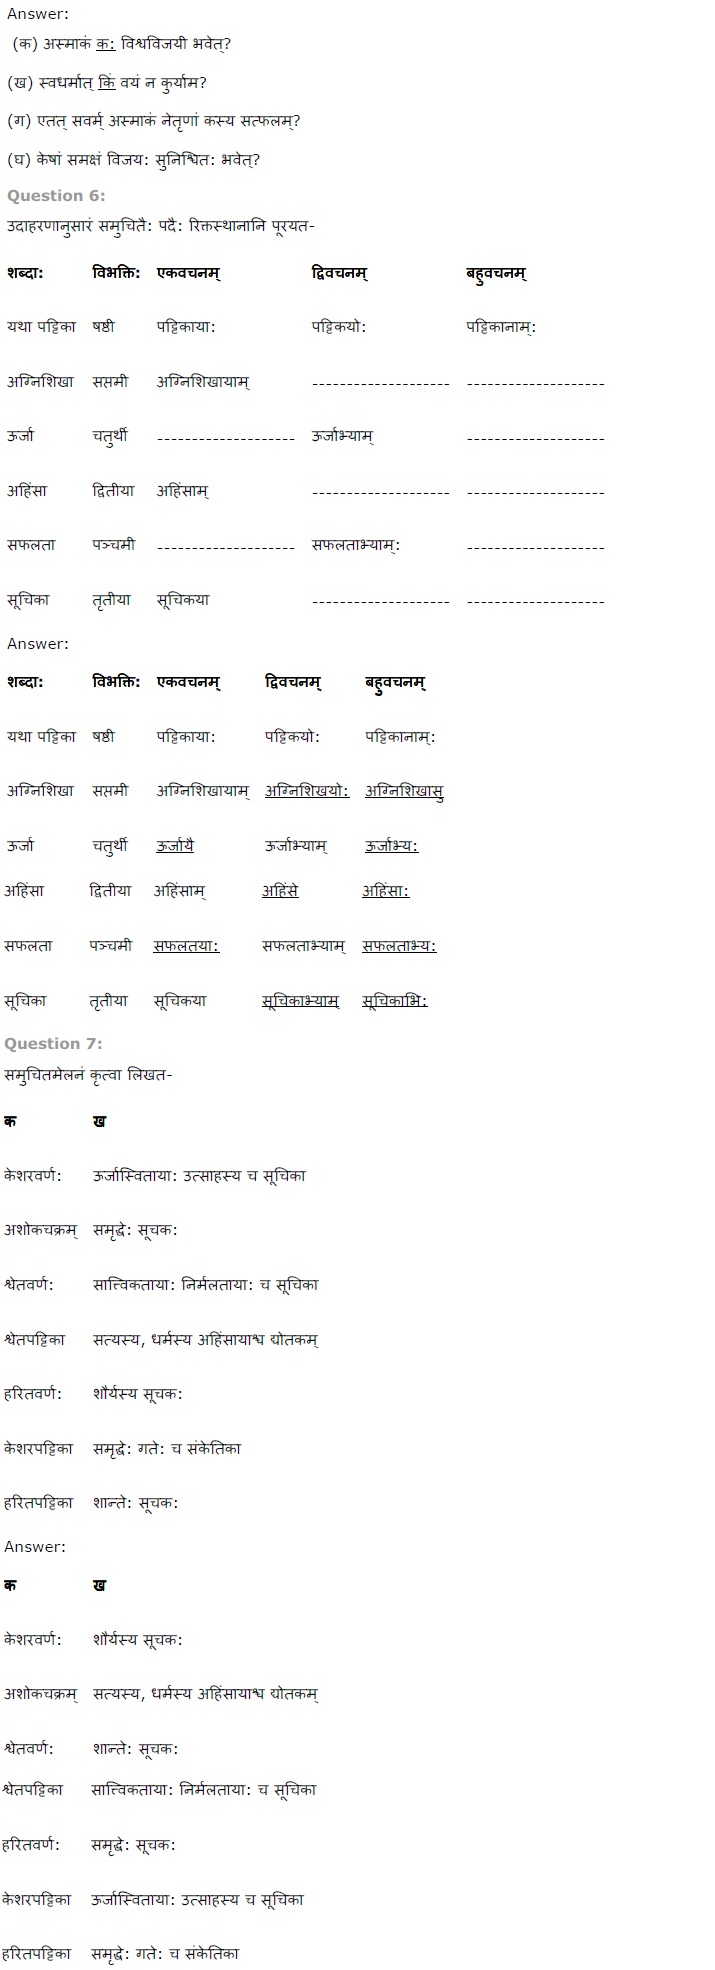 Answer:
(क) अस्माकं क: विश्वविजयी भवेत्?
(ख) स्वधर्मात् किं वयं न कुर्याम?
(ग) एतत् सवर्म् अस्माकं नेतृणां कस्य सत्फलम्?
(घ) केषां समक्षं विजय: सुनिश्चित: भवेत्?
Question 6:
उदाहरणानुसारं समुचितै: पदै: रिक्तस्थानानि पूरयत-
शब्दा: विभक्ति: एकवचनम् द्विवचनम् बहुवचनम्
यथा पट्टिका षष्ठी पट्टिकाया: पट्टिकयो: पट्टिकानाम्:
अग्निशिखा सप्तमी अग्निशिखायाम् -------------------- --------------------
ऊर्जा चतुर्थी -------------------- ऊर्जाभ्याम् --------------------
अहिंसा द्वितीया अहिंसाम् -------------------- --------------------
सफलता पञ्चमी -------------------- सफलताभ्याम्: --------------------
सूचिका तृतीया सूचिकया -------------------- --------------------
Answer:
शब्दा: विभक्ति: एकवचनम् द्विवचनम् बहुवचनम्
यथा पट्टिका षष्ठी पट्टिकाया: पट्टिकयो: पट्टिकानाम्:
अग्निशिखा सप्तमी अग्निशिखायाम् अग्निशिखयो: अग्निशिखासु
ऊर्जा चतुर्थी ऊर्जायै ऊर्जाभ्याम् ऊर्जाभ्य:
अहिंसा द्वितीया अहिंसाम् अहिंसे अहिंसा:
सफलता पञ्चमी सफलतया: सफलताभ्याम् सफलताभ्य:
सूचिका तृतीया सूचिकया सूचिकाभ्याम् सूचिकाभि:
Question 7:
समुचितमेलनं कृत्वा लिखत-
क ख
केशरवर्ण: ऊर्जास्विताया: उत्साहस्य च सूचिका
अशोकचक्रम् समृद्धे: सूचक:
श्वेतवर्ण: सात्त्विकताया: निर्मलताया: च सूचिका
श्वेतपट्टिका सत्यस्य, धर्मस्य अहिंसायाश्च द्योतकम्
हरितवर्ण: शौर्यस्य सूचक:
केशरपट्टिका समृद्धे: गते: च संकेतिका
हरितपट्टिका शान्ते: सूचक:
Answer:
क ख
केशरवर्ण: शौर्यस्य सूचक:
अशोकचक्रम् सत्यस्य, धर्मस्य अहिंसायाश्च द्योतकम्
श्वेतवर्ण: शान्ते: सूचक:
श्वेतपट्टिका सात्त्विकताया: निर्मलताया: च सूचिका
हरितवर्ण: समृद्धे: सूचक:
केशरपट्टिका ऊर्जास्विताया: उत्साहस्य च सूचिका
हरितपट्टिका समृद्धे: गते: च संकेतिका